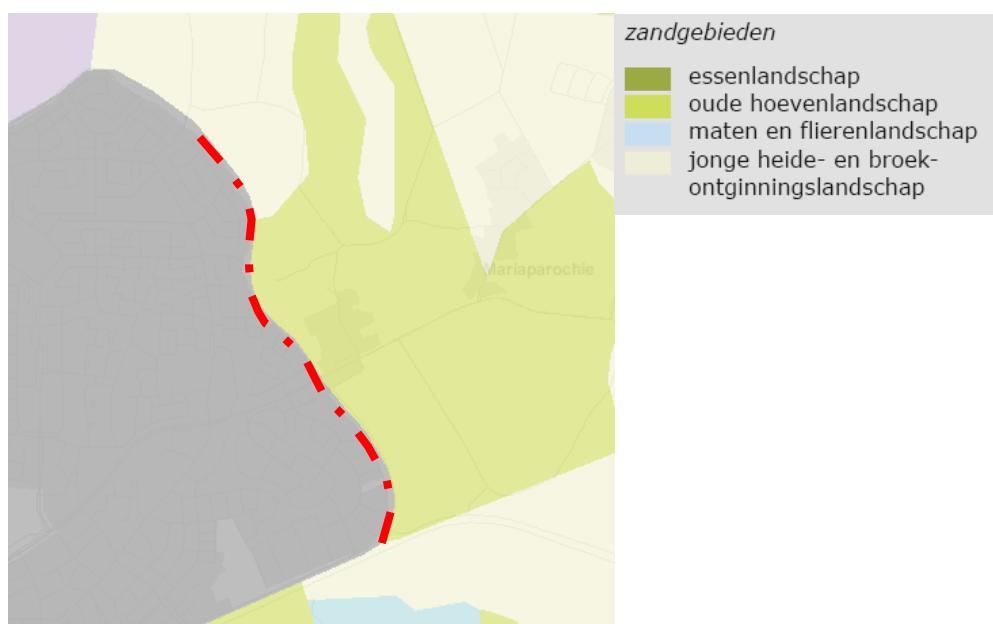 zandgebieden
essenlandschap
oude hoevenlandschap
maten en flierenlandschap
jonge heide- en broek-
ontginningslandschap
Mariaparochie